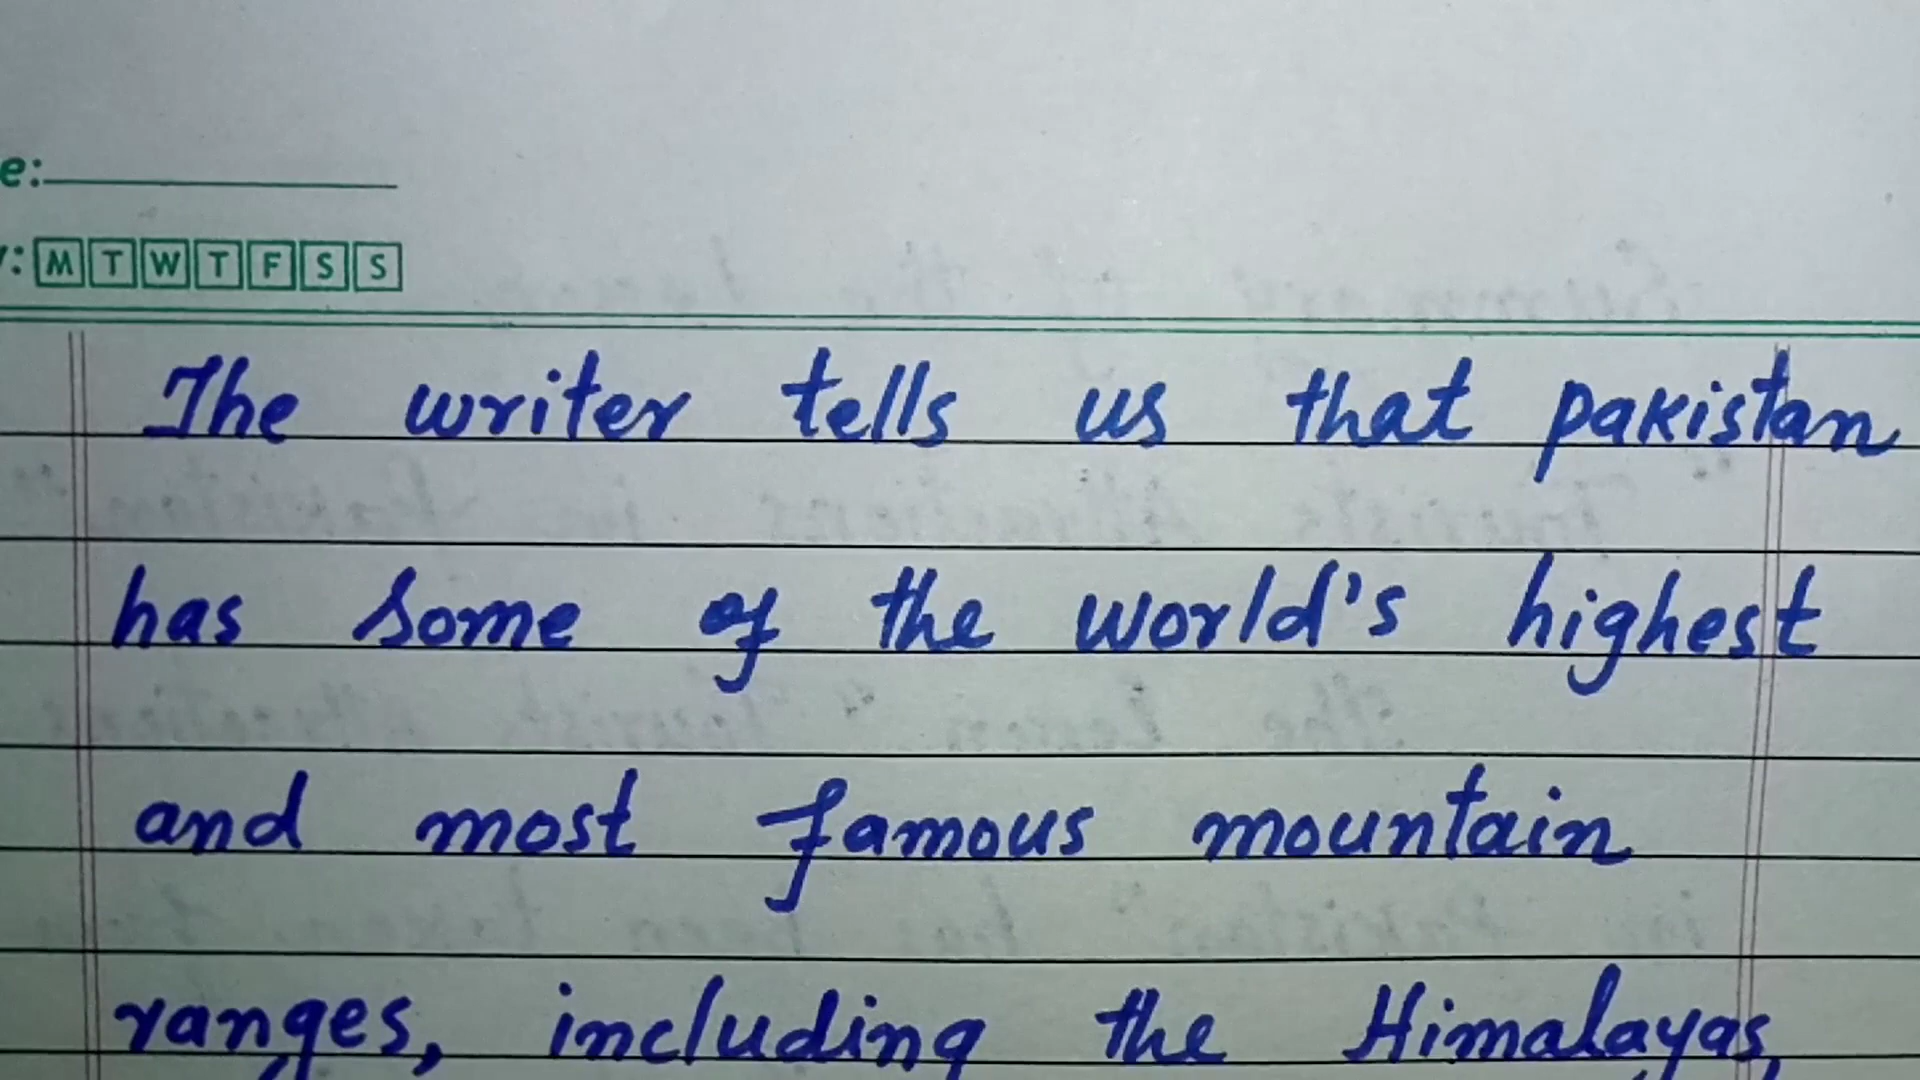 e:
y: M T W T F S S
The writer tells us that pakistan
has some of the world's highest
and most famous mountain
ranges, including the Himalayas,